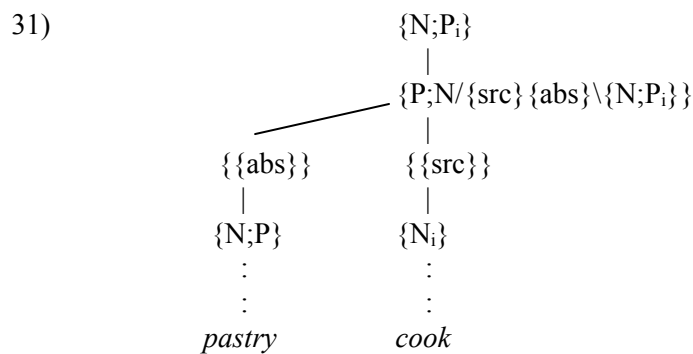 31) {N;Pᵢ}
|
{P;N/{src}{abs}\{N;Pᵢ}}
|
{{abs}} {{src}}
| |
{N;P} {Nᵢ}
: :
: :
pastry cook